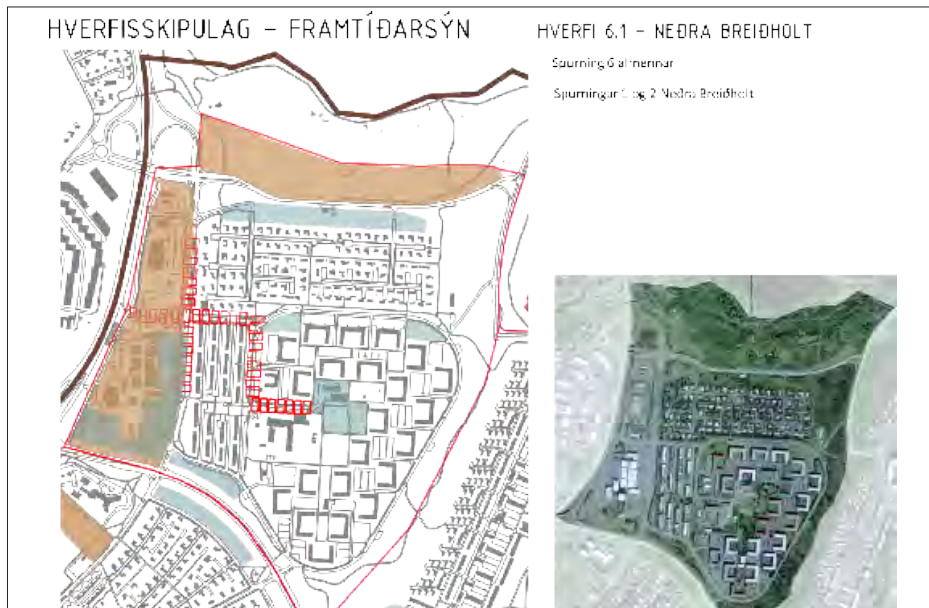 HVERFISSKIPULAG – FRAMTÍÐARSÝN
HVERFI 6.1 – NEÐRA BREIÐHOLT
Spurning 6 almennar
Spurningar 1 og 2 Neðra Breiðholt